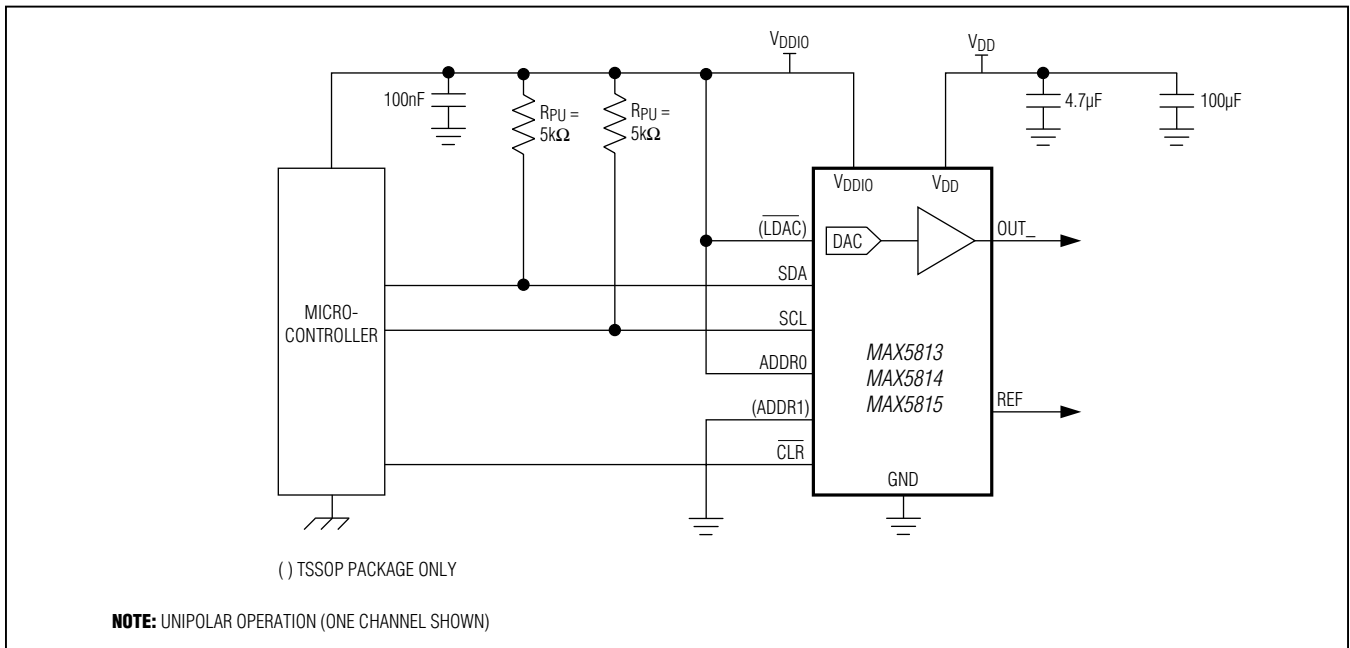 VDDIO
VDD
100nF
RPU =
5kΩ
RPU =
5kΩ
4.7µF
100µF
VDDIO
VDD
(LDAC)
DAC
OUT_
SDA
MICRO-
CONTROLLER
SCL
MAX5813
MAX5814
MAX5815
ADDR0
(ADDR1)
REF
CLR
GND
( ) TSSOP PACKAGE ONLY
NOTE: UNIPOLAR OPERATION (ONE CHANNEL SHOWN)